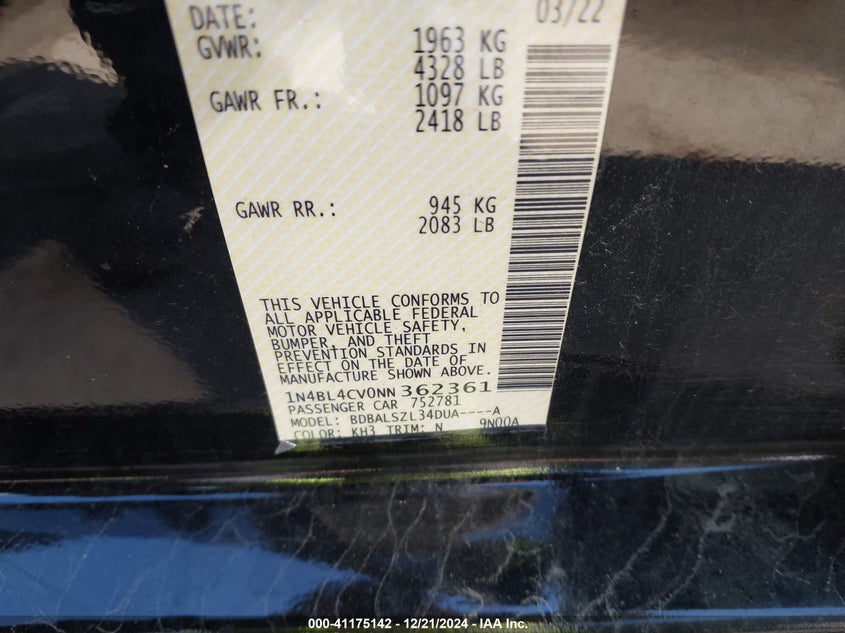 DATE: 03/22
GVWR: 1963 KG
4328 LB
GAWR FR.: 1097 KG
2418 LB
GAWR RR.: 945 KG
2083 LB
THIS VEHICLE CONFORMS TO
ALL APPLICABLE FEDERAL
MOTOR VEHICLE SAFETY,
BUMPER, AND THEFT
PREVENTION STANDARDS IN
EFFECT ON THE DATE OF
MANUFACTURE SHOWN ABOVE.
1N4BL4CV0NN362361
PASSENGER CAR 752781
MODEL: BDBALSZL34DUA----A
COLOR: KH3 TRIM: N 9N00A
000-41175142 - 12/21/2024 - IAA Inc.